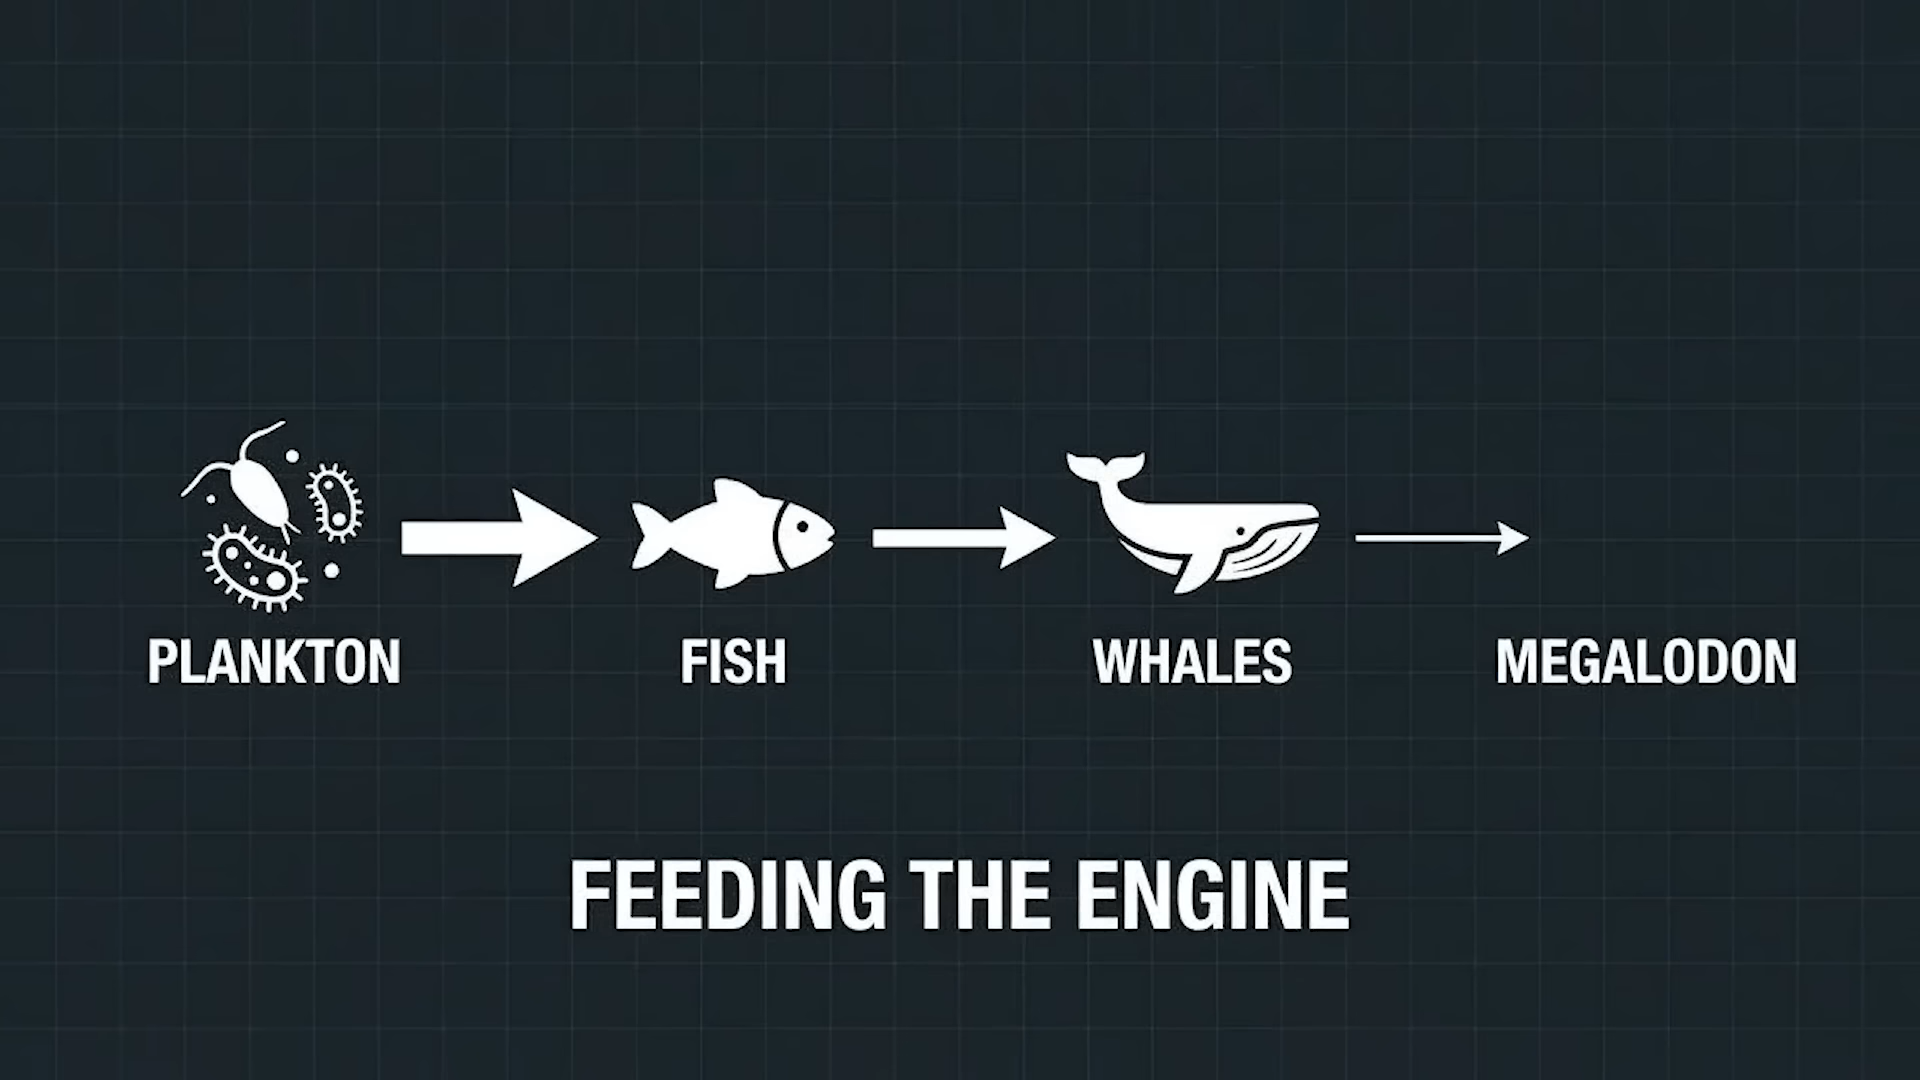 PLANKTON
FISH
WHALES
MEGALODON
FEEDING THE ENGINE